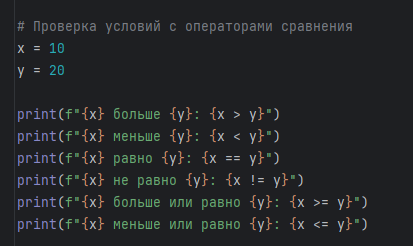 # Проверка условий с операторами сравнения
x = 10
y = 20
print(f"{x} больше {y}: {x > y}")
print(f"{x} меньше {y}: {x < y}")
print(f"{x} равно {y}: {x == y}")
print(f"{x} не равно {y}: {x != y}")
print(f"{x} больше или равно {y}: {x >= y}")
print(f"{x} меньше или равно {y}: {x <= y}")